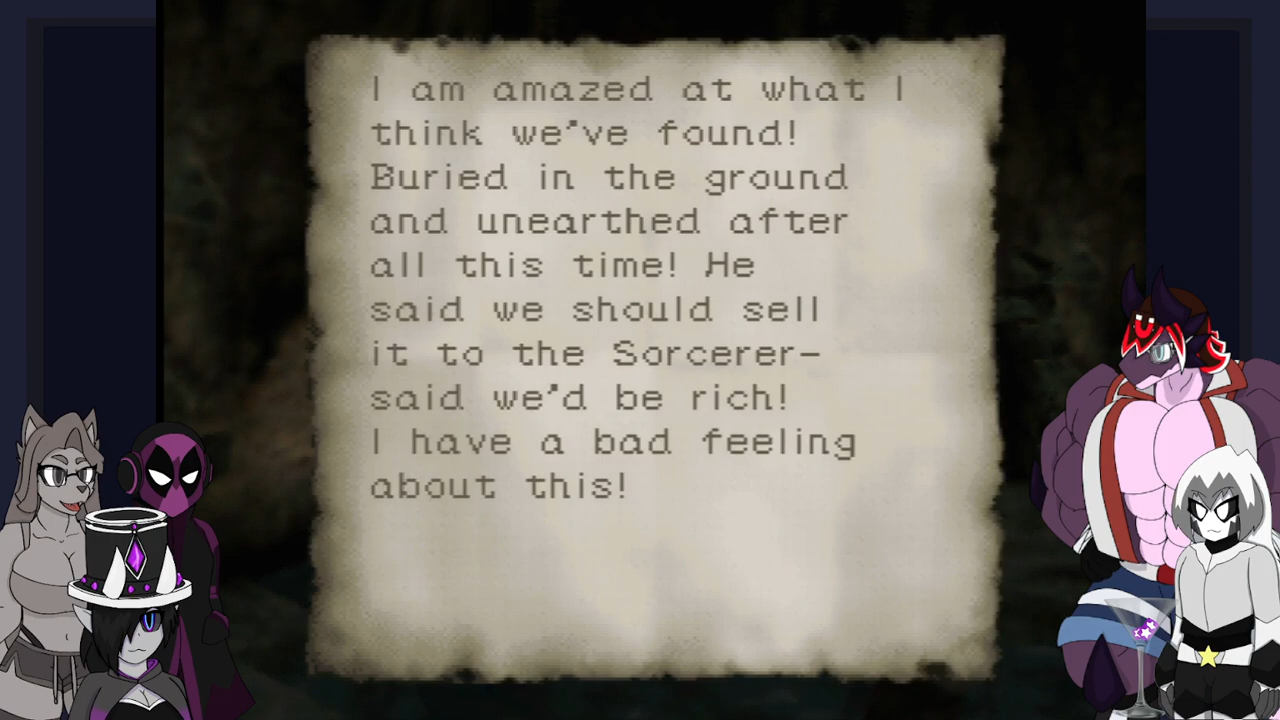 I am amazed at what I
think we've found!
Buried in the ground
and unearthed after
all this time! He
said we should sell
it to the Sorcerer-
said we'd be rich!
I have a bad feeling
about this!